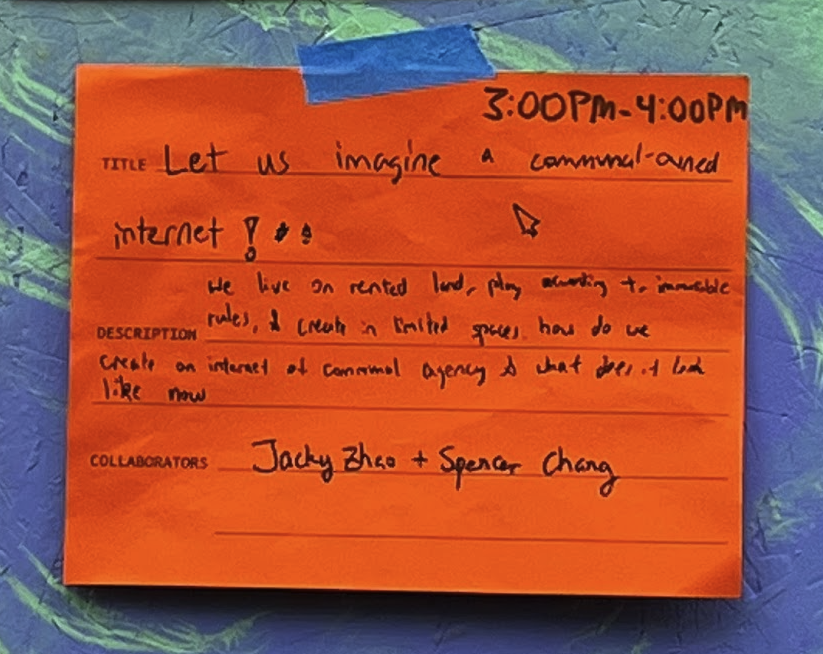 3:00PM-4:00PM
TITLE Let us imagine a communal-owned
internet !
we live on rented land, play according to immutable
DESCRIPTION rules, & create in limited spaces. how do we
create an internet of communal agency & what does it look
like now
COLLABORATORS Jacky Zhao + Spencer Chang